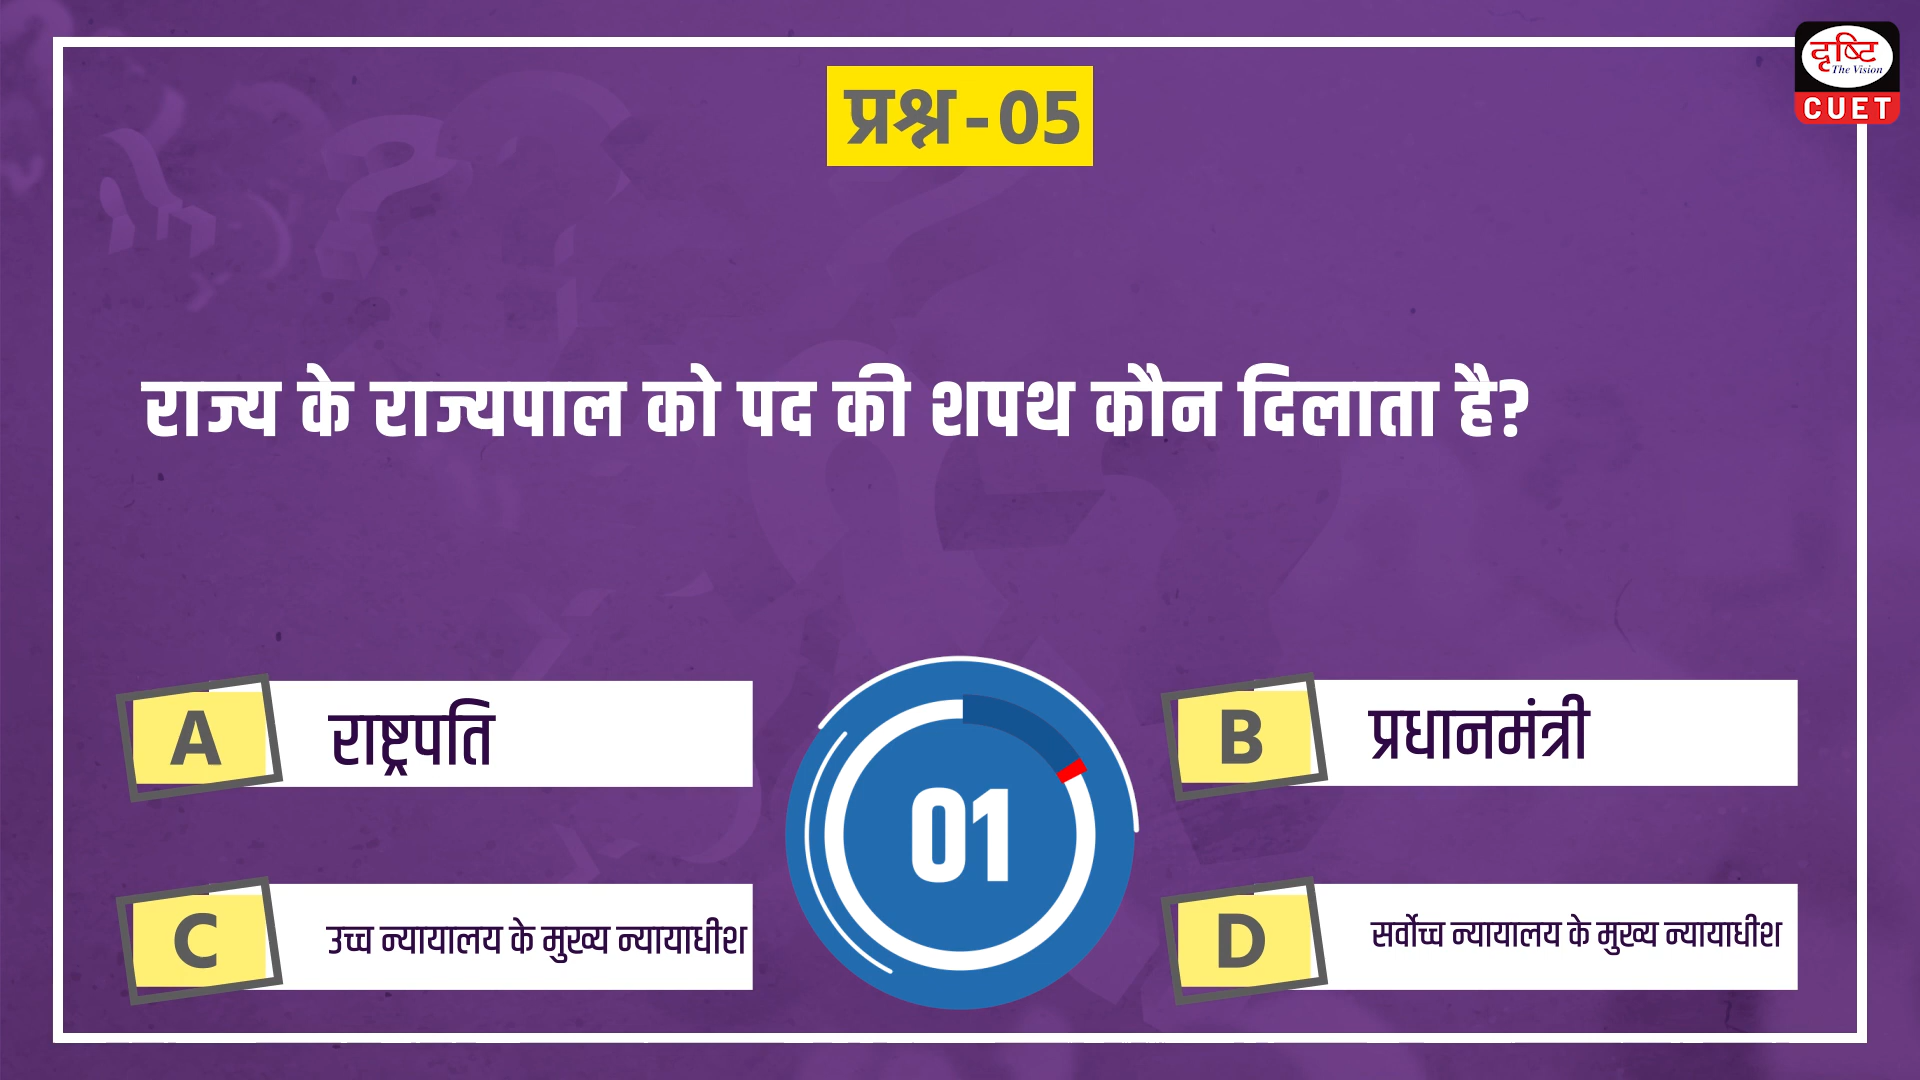 दृष्टि
The Vision
CUET
प्रश्न - 05
राज्य के राज्यपाल को पद की शपथ कौन दिलाता है?
A राष्ट्रपति
B प्रधानमंत्री
01
C उच्च न्यायालय के मुख्य न्यायाधीश
D सर्वोच्च न्यायालय के मुख्य न्यायाधीश